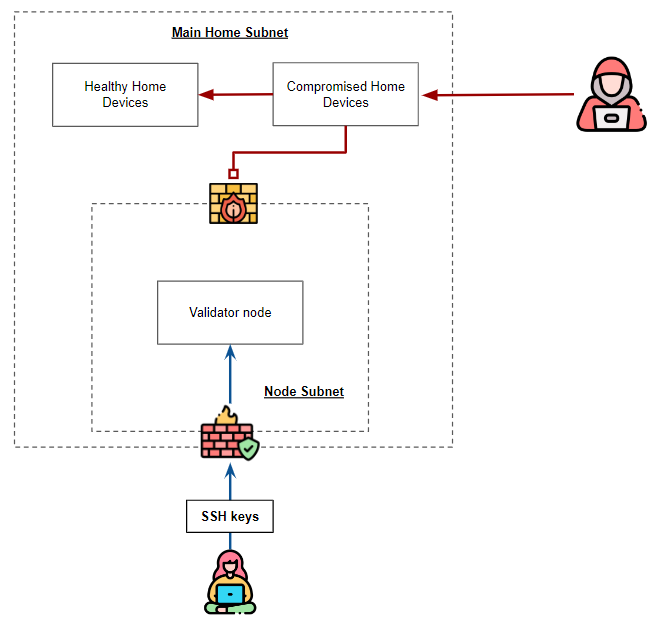 Main Home Subnet
Healthy Home
Devices
Compromised Home
Devices
Validator node
Node Subnet
SSH keys